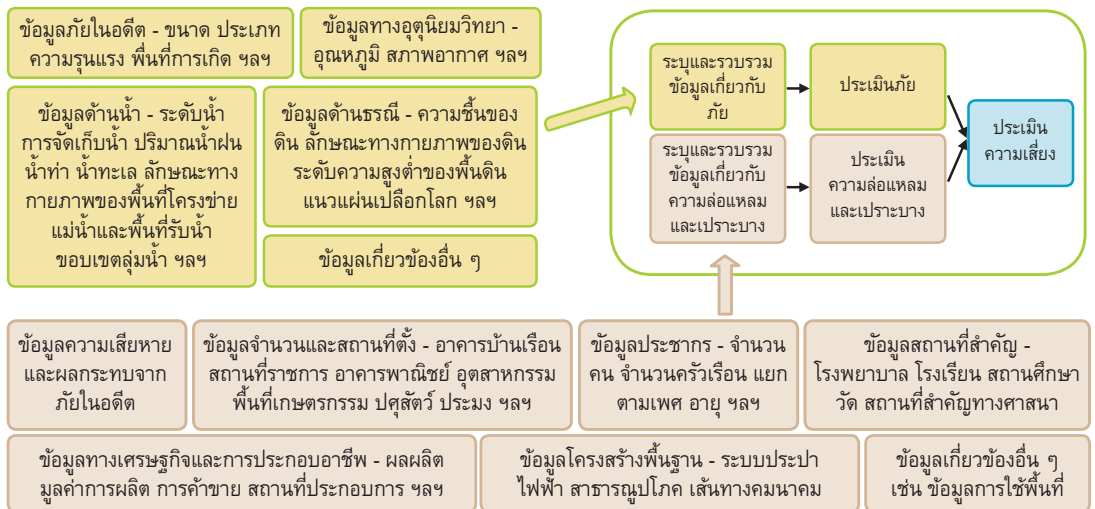 ข้อมูลภัยในอดีต - ขนาด ประเภท
ความรุนแรง พื้นที่การเกิด ฯลฯ
ข้อมูลทางอุตุนิยมวิทยา -
อุณหภูมิ สภาพอากาศ ฯลฯ
ข้อมูลด้านน้ำ - ระดับน้ำ
การจัดเก็บน้ำ ปริมาณน้ำฝน
น้ำท่า น้ำทะเล ลักษณะทาง
กายภาพของพื้นที่โครงข่าย
แม่น้ำและพื้นที่รับน้ำ
ขอบเขตลุ่มน้ำ ฯลฯ
ข้อมูลด้านธรณี - ความชื้นของ
ดิน ลักษณะทางกายภาพของดิน
ระดับความสูงต่ำของพื้นดิน
แนวแผ่นเปลือกโลก ฯลฯ
ข้อมูลเกี่ยวข้องอื่น ๆ
ระบุและรวบรวม
ข้อมูลเกี่ยวกับ
ภัย
ประเมินภัย
ระบุและรวบรวม
ข้อมูลเกี่ยวกับ
ความล่อแหลม
และเปราะบาง
ประเมิน
ความล่อแหลม
และเปราะบาง
ประเมิน
ความเสี่ยง
ข้อมูลความเสียหาย
และผลกระทบจาก
ภัยในอดีต
ข้อมูลจำนวนและสถานที่ตั้ง - อาคารบ้านเรือน
สถานที่ราชการ อาคารพาณิชย์ อุตสาหกรรม
พื้นที่เกษตรกรรม ปศุสัตว์ ประมง ฯลฯ
ข้อมูลประชากร - จำนวน
คน จำนวนครัวเรือน แยก
ตามเพศ อายุ ฯลฯ
ข้อมูลสถานที่สำคัญ -
โรงพยาบาล โรงเรียน สถานศึกษา
วัด สถานที่สำคัญทางศาสนา
ข้อมูลทางเศรษฐกิจและการประกอบอาชีพ - ผลผลิต
มูลค่าการผลิต การค้าขาย สถานที่ประกอบการ ฯลฯ
ข้อมูลโครงสร้างพื้นฐาน - ระบบประปา
ไฟฟ้า สาธารณูปโภค เส้นทางคมนาคม
ข้อมูลเกี่ยวข้องอื่น ๆ
เช่น ข้อมูลการใช้พื้นที่